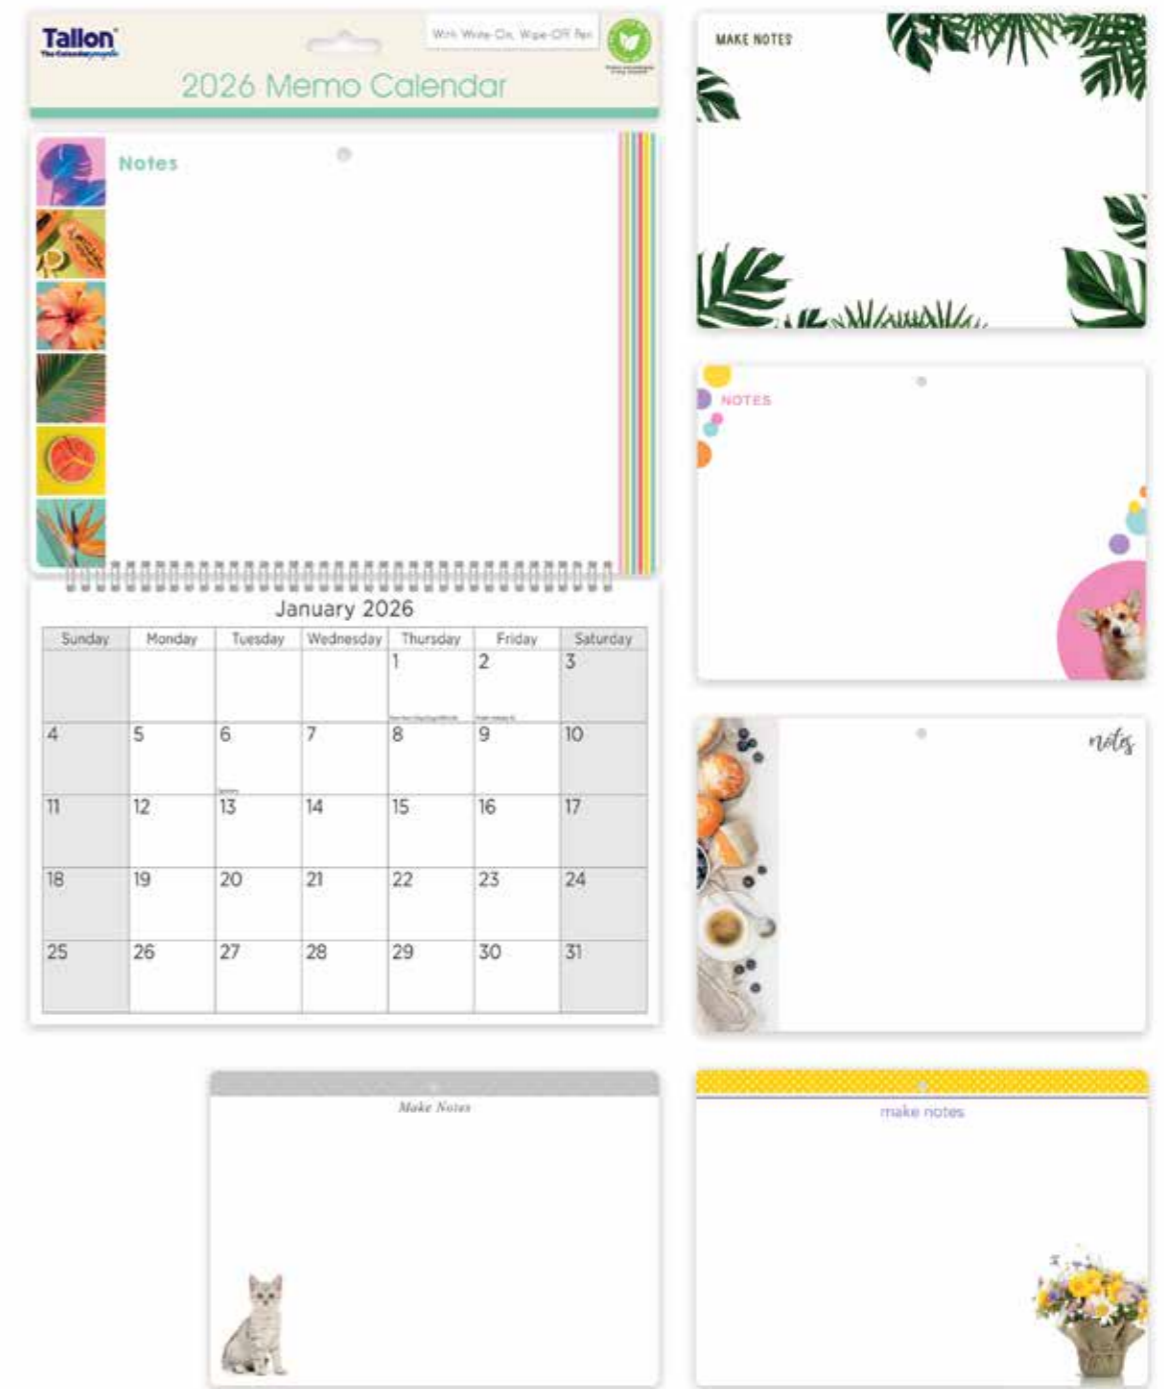 Tallon
The Calendar people
With Write-On, Wipe-Off Pen
2026 Memo Calendar
Notes
January 2026
Sunday Monday Tuesday Wednesday Thursday Friday Saturday
1 2 3
4 5 6 7 8 9 10
11 12 13 14 15 16 17
18 19 20 21 22 23 24
25 26 27 28 29 30 31
MAKE NOTES
NOTES
notes
Make Notes
make notes